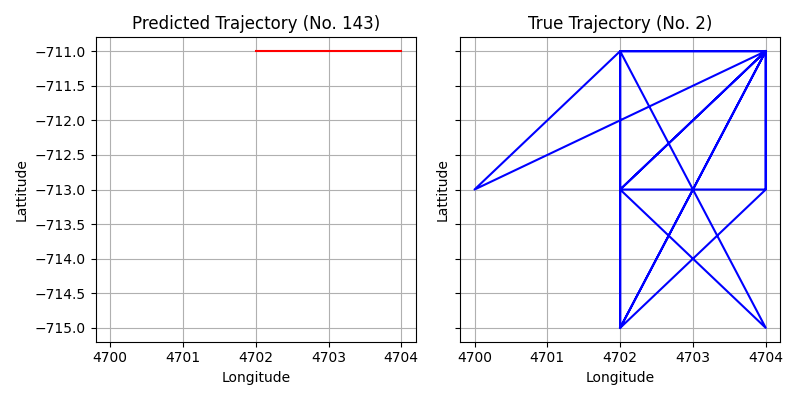 Predicted Trajectory (No. 143)
True Trajectory (No. 2)
Lattitude
−711.0
−711.5
−712.0
−712.5
−713.0
−713.5
−714.0
−714.5
−715.0
4700 4701 4702 4703 4704
Longitude
Lattitude
4700 4701 4702 4703 4704
Longitude